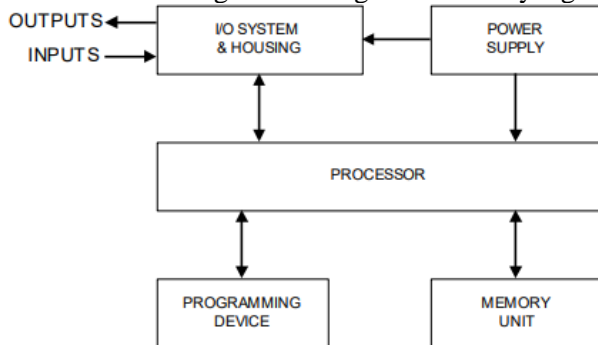 OUTPUTS
INPUTS
I/O SYSTEM
& HOUSING
POWER
SUPPLY
PROCESSOR
PROGRAMMING
DEVICE
MEMORY
UNIT